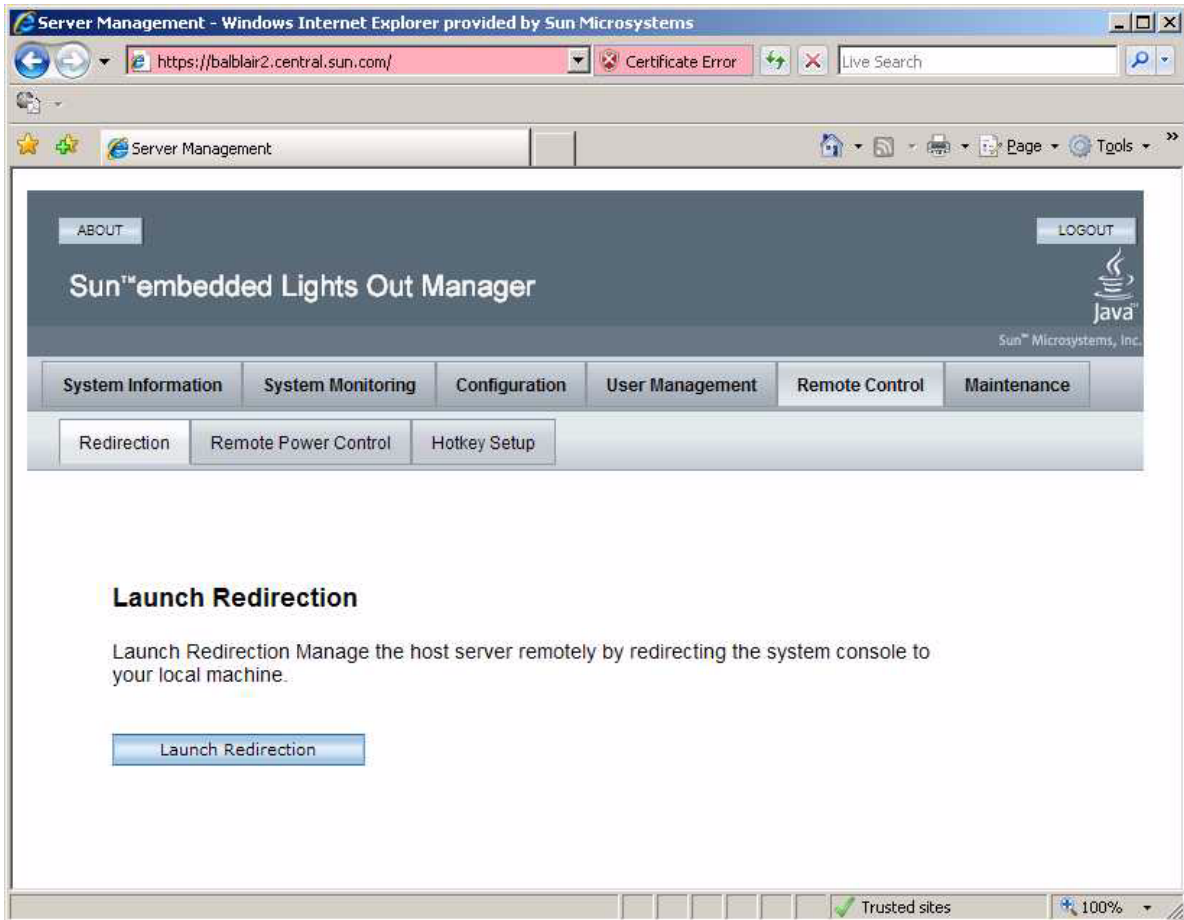 Server Management - Windows Internet Explorer provided by Sun Microsystems
https://balblair2.central.sun.com/
Certificate Error
Live Search
Server Management
Page
Tools
ABOUT
LOGOUT
Sun™embedded Lights Out Manager
Java™
Sun™ Microsystems, Inc.
System Information
System Monitoring
Configuration
User Management
Remote Control
Maintenance
Redirection
Remote Power Control
Hotkey Setup
Launch Redirection
Launch Redirection Manage the host server remotely by redirecting the system console to
your local machine.
Launch Redirection
Trusted sites
100%